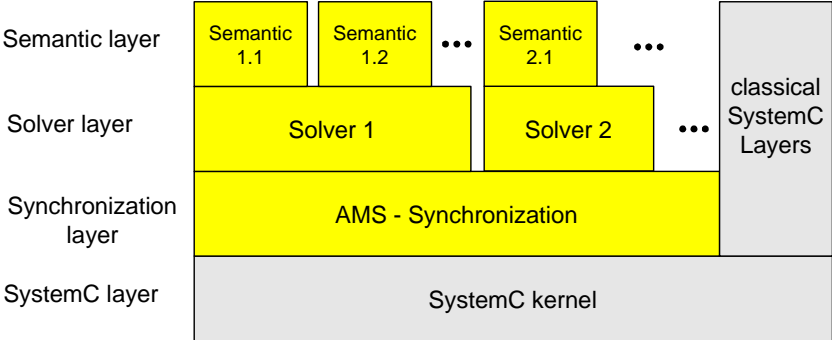 Semantic layer
Semantic
1.1
Semantic
1.2
•••
Semantic
2.1
•••
classical
SystemC
Layers
Solver layer
Solver 1
Solver 2
•••
Synchronization
layer
AMS - Synchronization
SystemC layer
SystemC kernel